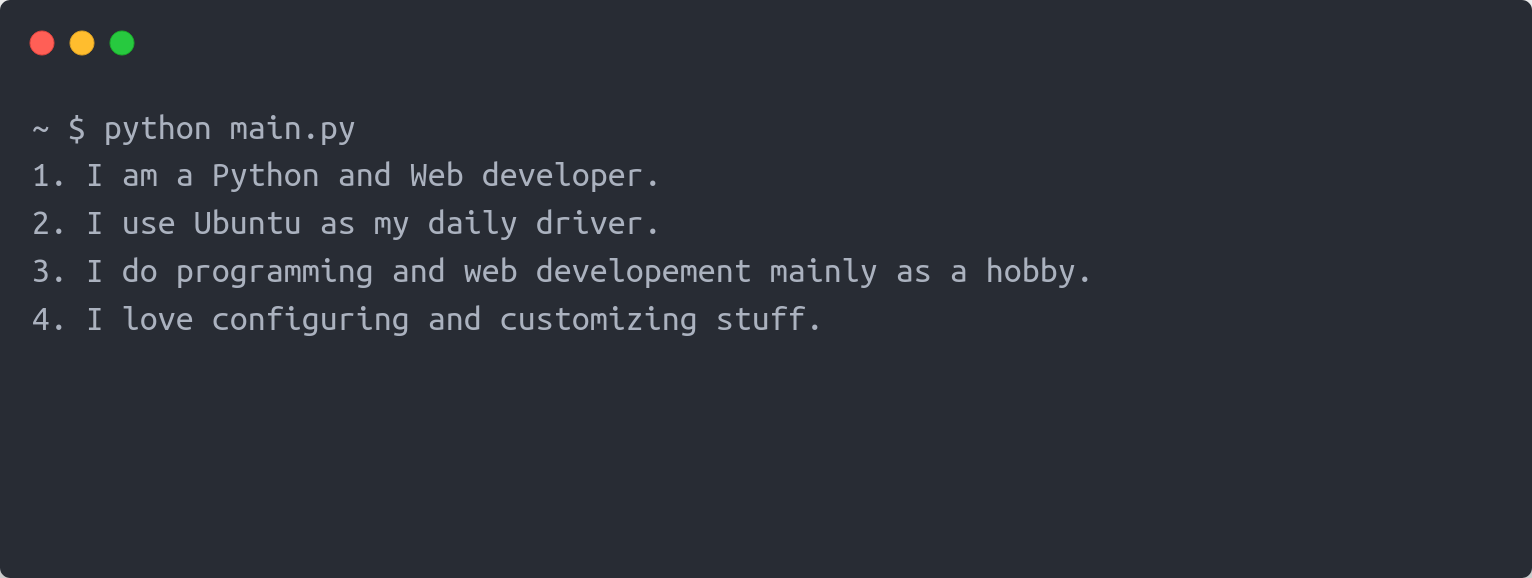 ~ $ python main.py
1. I am a Python and Web developer.
2. I use Ubuntu as my daily driver.
3. I do programming and web developement mainly as a hobby.
4. I love configuring and customizing stuff.